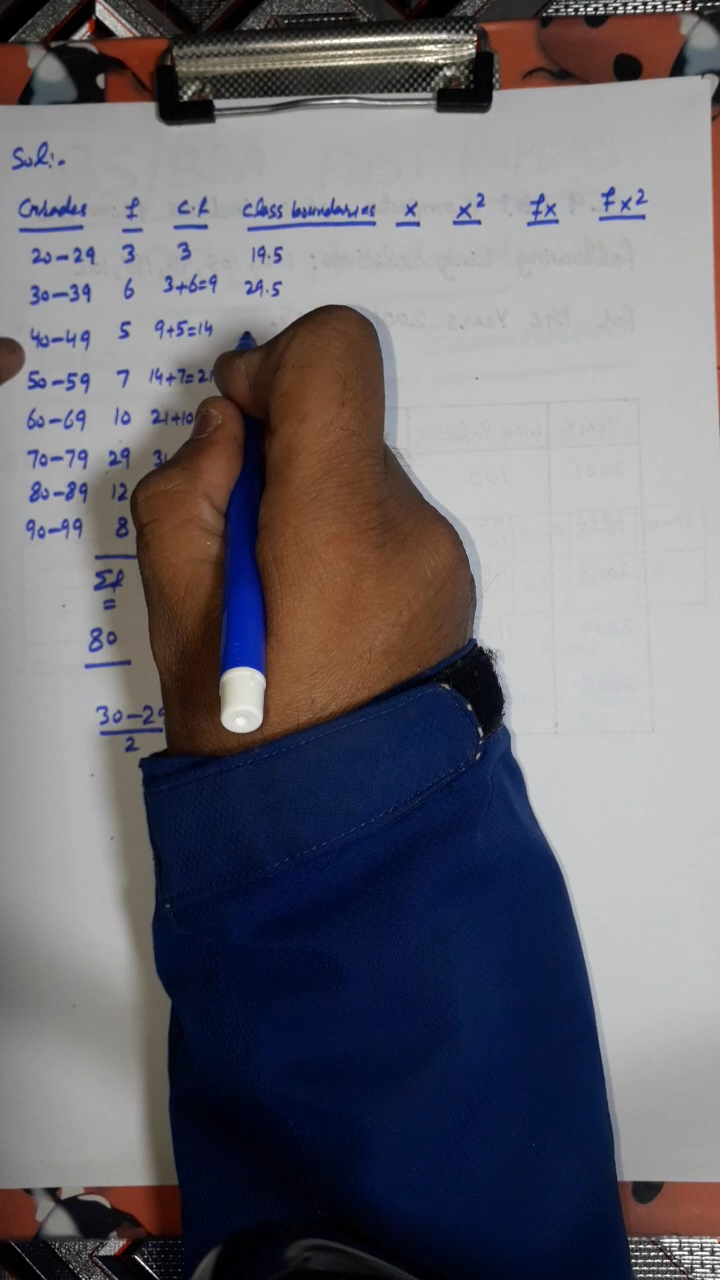 Sol:-
Grades f C.f Class boundaries x x² fx fx²
20-29 3 3 19.5
30-39 6 3+6=9 29.5
40-49 5 9+5=14
50-59 7 14+7=21
60-69 10 21+10
70-79 29
80-89 12
90-99 8
Σf
=
80
30-29
2